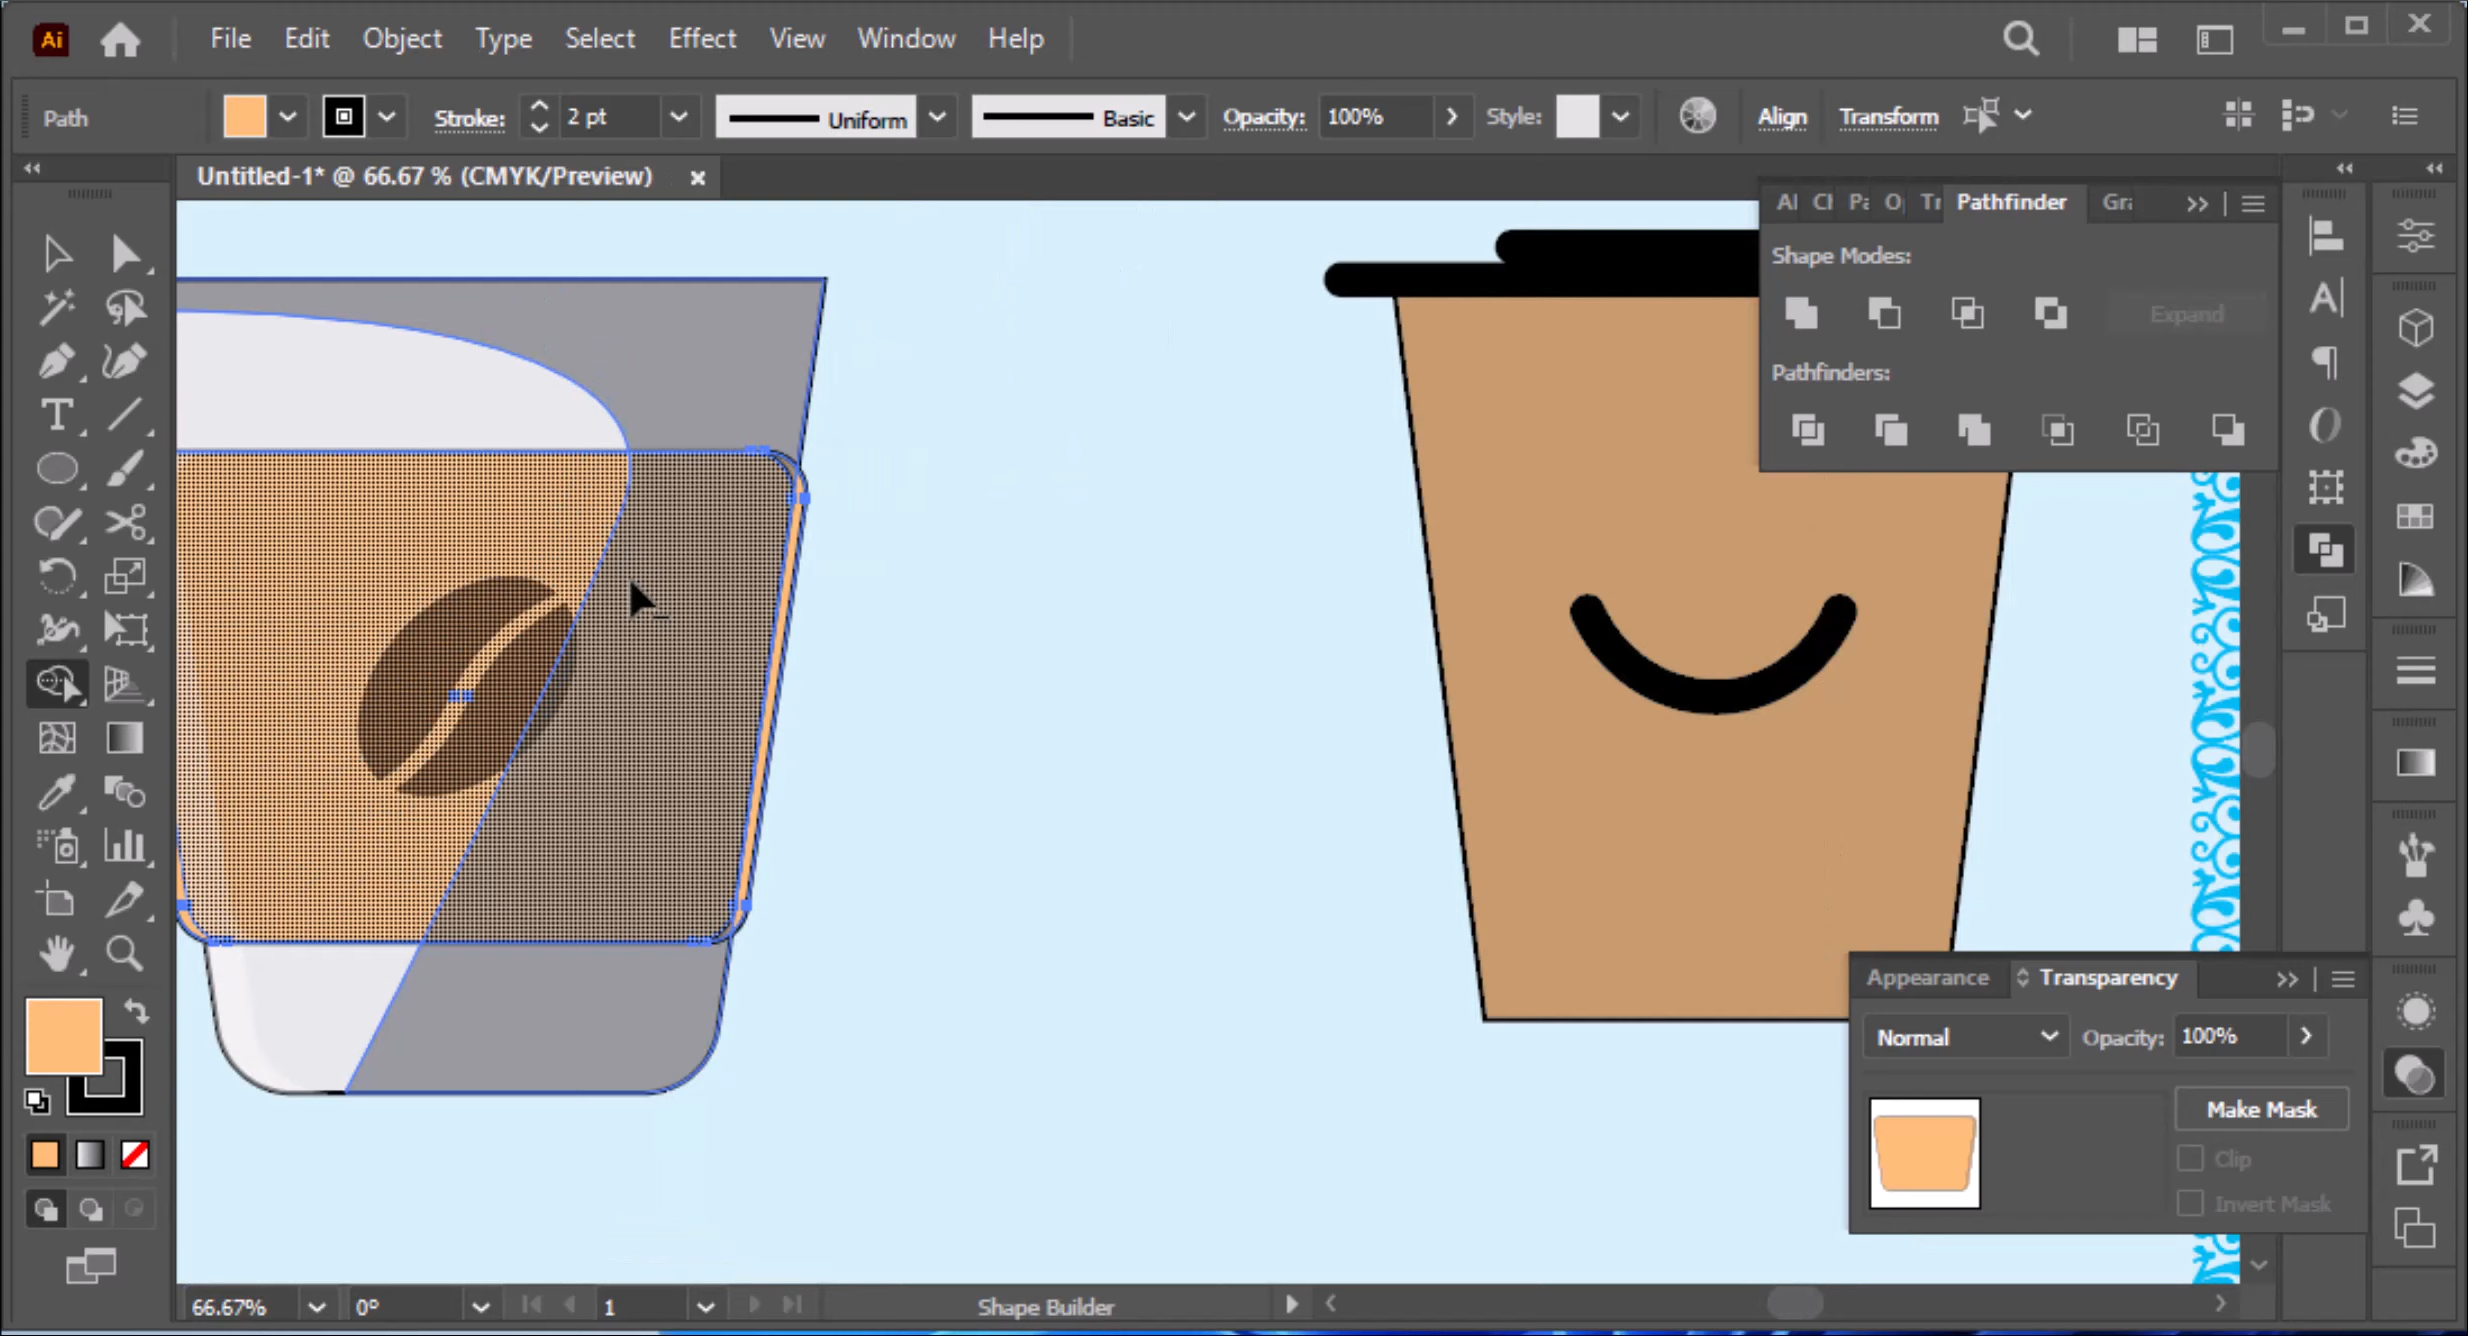 Ai File Edit Object Type Select Effect View Window Help
Path Stroke: 2 pt Uniform Basic Opacity: 100% Style: Align Transform
Untitled-1* @ 66.67 % (CMYK/Preview)
Al Cl Pa O Tr Pathfinder Gra
Shape Modes:
Expand
Pathfinders:
Appearance Transparency
Normal Opacity: 100%
Make Mask
Clip
Invert Mask
66.67% 0° 1 Shape Builder